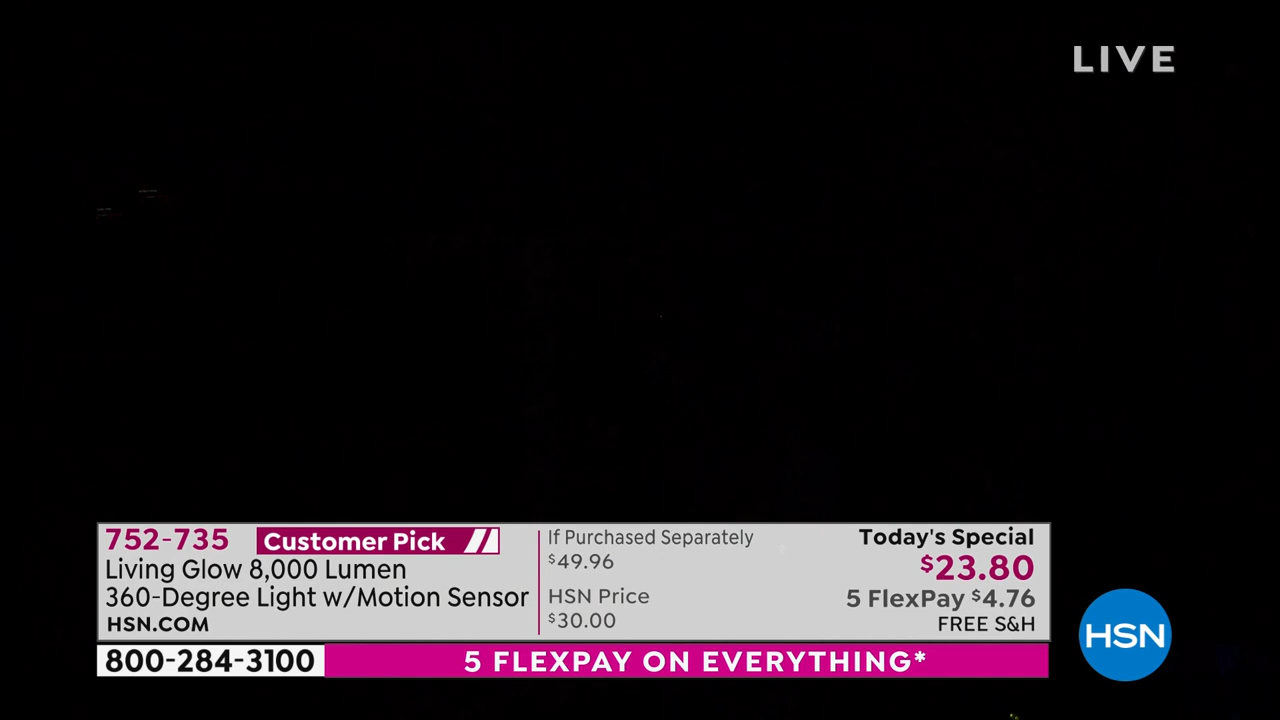 LIVE
752-735 Customer Pick
Living Glow 8,000 Lumen
360-Degree Light w/Motion Sensor
HSN.COM
If Purchased Separately
$49.96
HSN Price
$30.00
Today's Special
$23.80
5 FlexPay $4.76
FREE S&H
800-284-3100
5 FLEXPAY ON EVERYTHING*
HSN